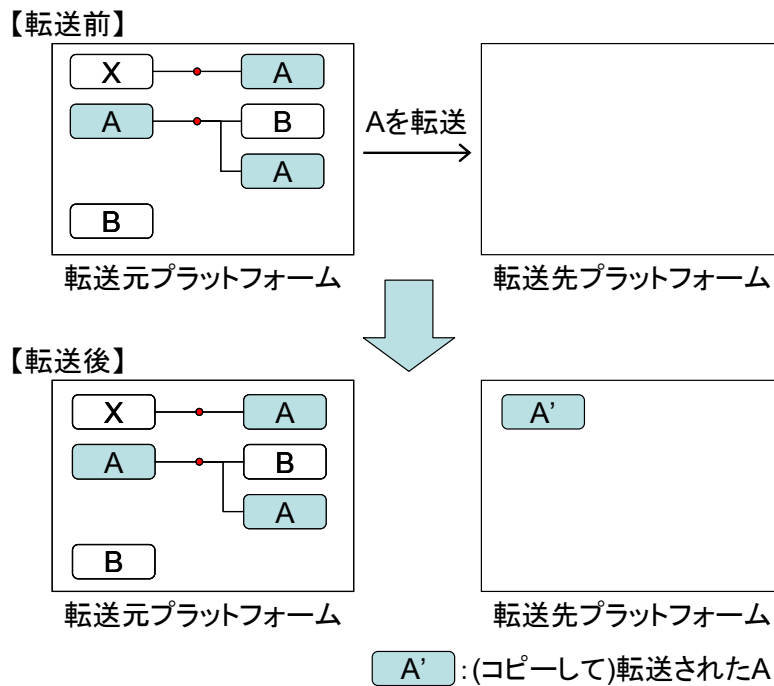 【転送前】
X
A
A
B
Aを転送
A
B
転送元プラットフォーム
転送先プラットフォーム
【転送後】
X
A
A'
A
B
A
B
転送元プラットフォーム
転送先プラットフォーム
A' :(コピーして)転送されたA